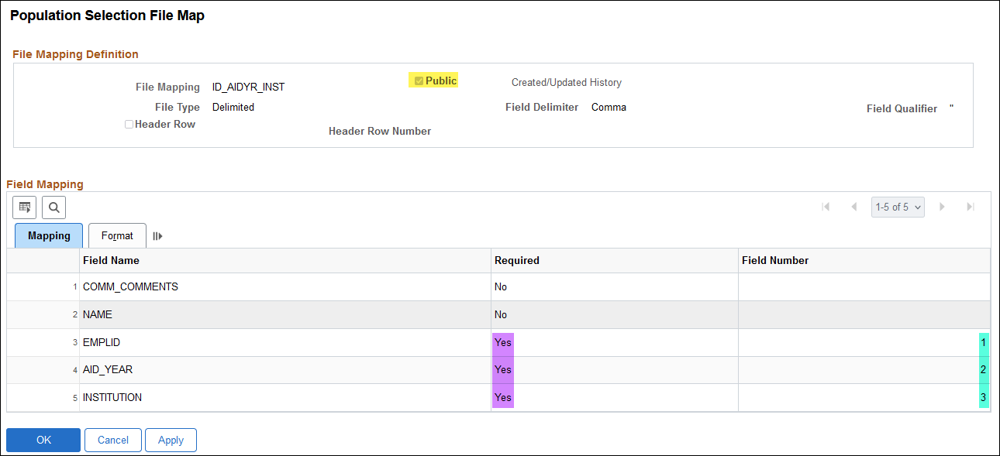 Population Selection File Map
File Mapping Definition
File Mapping ID_AIDYR_INST Public Created/Updated History
File Type Delimited Field Delimiter Comma Field Qualifier "
Header Row Header Row Number
Field Mapping
1-5 of 5
Mapping Format
Field Name Required Field Number
1 COMM_COMMENTS No
2 NAME No
3 EMPLID Yes 1
4 AID_YEAR Yes 2
5 INSTITUTION Yes 3
OK Cancel Apply